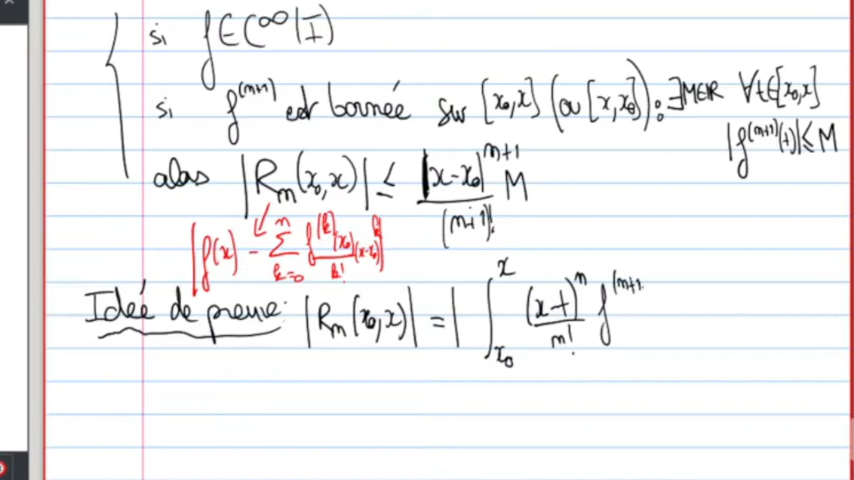 si f ∈ C^∞(I)
si f^(n+1) est bornée sur [x₀,x] (ou [x,x₀]) : ∃M∈ℝ ∀t∈[x₀,x]
|f^(n+1)(t)| ≤ M
alors |R_n(x₀,x)| ≤ |x-x₀|^(n+1)/(n+1)! M
|f(x) - ∑_{k=0}^{n} f^(k)(x₀)/k! (x-x₀)^k|
Idée de preuve : |R_n(x₀,x)| = | ∫_{x₀}^{x} (x-t)^n/n! f^(n+1